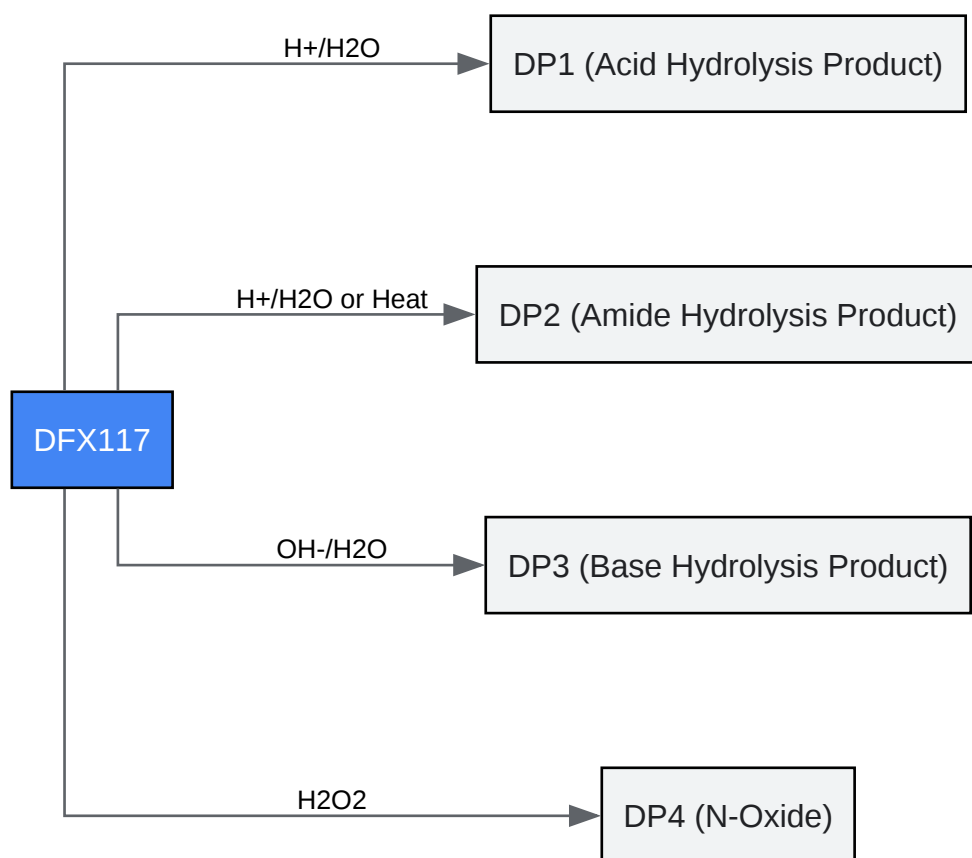 H+/H2O
DP1 (Acid Hydrolysis Product)
H+/H2O or Heat
DP2 (Amide Hydrolysis Product)
DFX117
OH-/H2O
DP3 (Base Hydrolysis Product)
H2O2
DP4 (N-Oxide)